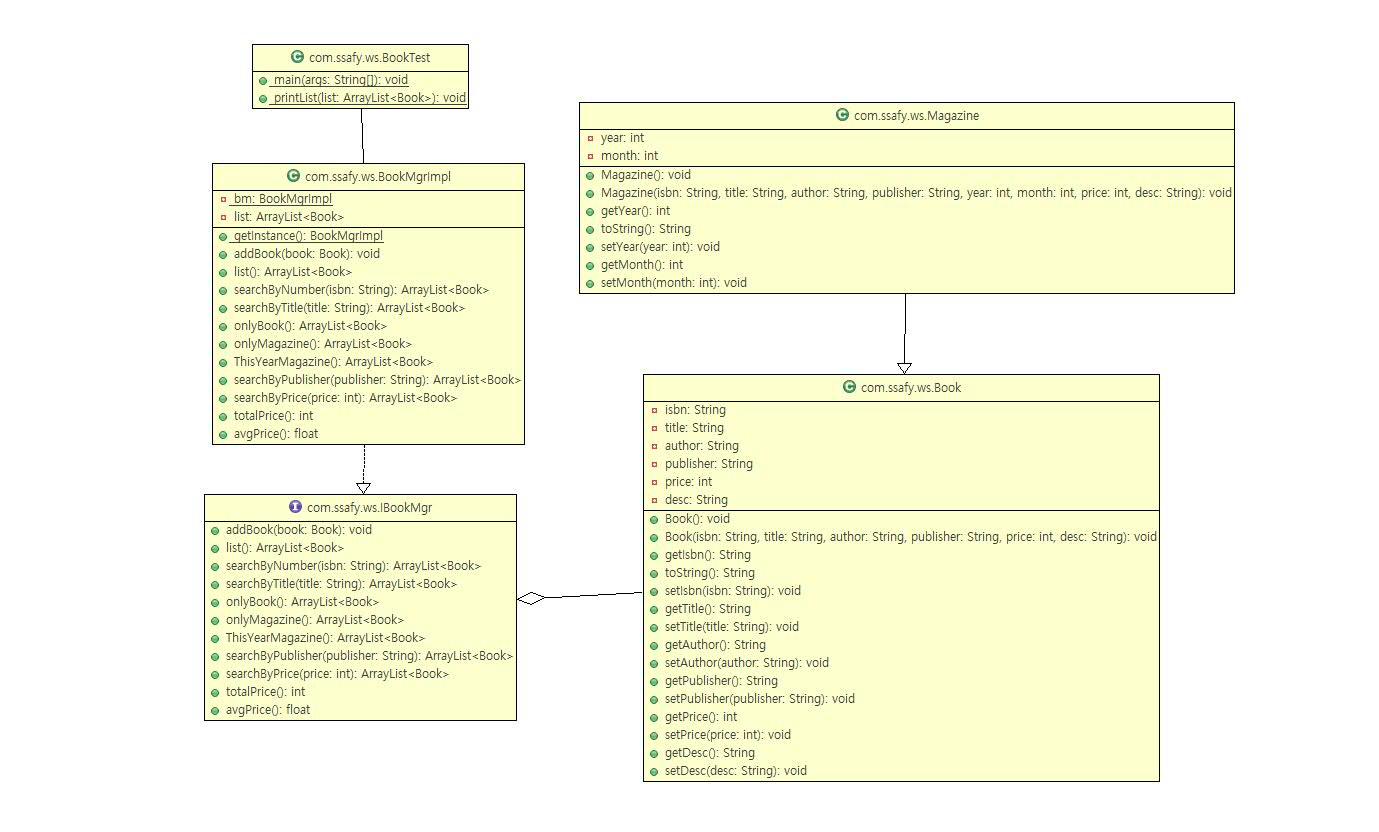 com.ssafy.ws.BookTest
main(args: String[]): void
printList(list: ArrayList<Book>): void
com.ssafy.ws.BookMgrImpl
bm: BookMgrImpl
list: ArrayList<Book>
getInstance(): BookMgrImpl
addBook(book: Book): void
list(): ArrayList<Book>
searchByNumber(isbn: String): ArrayList<Book>
searchByTitle(title: String): ArrayList<Book>
onlyBook(): ArrayList<Book>
onlyMagazine(): ArrayList<Book>
ThisYearMagazine(): ArrayList<Book>
searchByPublisher(publisher: String): ArrayList<Book>
searchByPrice(price: int): ArrayList<Book>
totalPrice(): int
avgPrice(): float
I com.ssafy.ws.IBookMgr
addBook(book: Book): void
list(): ArrayList<Book>
searchByNumber(isbn: String): ArrayList<Book>
searchByTitle(title: String): ArrayList<Book>
onlyBook(): ArrayList<Book>
onlyMagazine(): ArrayList<Book>
ThisYearMagazine(): ArrayList<Book>
searchByPublisher(publisher: String): ArrayList<Book>
searchByPrice(price: int): ArrayList<Book>
totalPrice(): int
avgPrice(): float
com.ssafy.ws.Magazine
year: int
month: int
Magazine(): void
Magazine(isbn: String, title: String, author: String, publisher: String, year: int, month: int, price: int, desc: String): void
getYear(): int
toString(): String
setYear(year: int): void
getMonth(): int
setMonth(month: int): void
com.ssafy.ws.Book
isbn: String
title: String
author: String
publisher: String
price: int
desc: String
Book(): void
Book(isbn: String, title: String, author: String, publisher: String, price: int, desc: String): void
getIsbn(): String
toString(): String
setIsbn(isbn: String): void
getTitle(): String
setTitle(title: String): void
getAuthor(): String
setAuthor(author: String): void
getPublisher(): String
setPublisher(publisher: String): void
getPrice(): int
setPrice(price: int): void
getDesc(): String
setDesc(desc: String): void